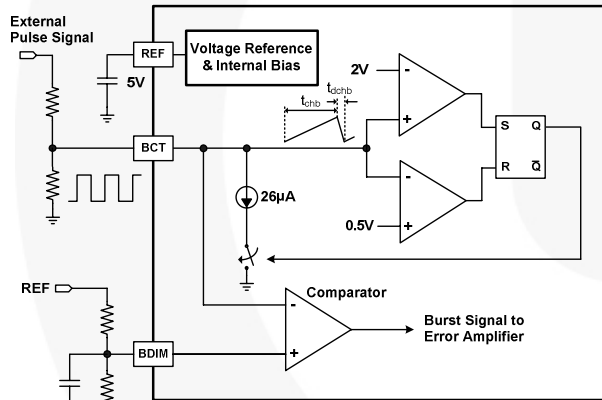 External
Pulse Signal
REF
Voltage Reference
& Internal Bias
5V
tchb
tdchb
2V
-
+
S Q
R Q̅
BCT
26µA
-
0.5V
+
REF
Comparator
-
+
Burst Signal to
Error Amplifier
BDIM